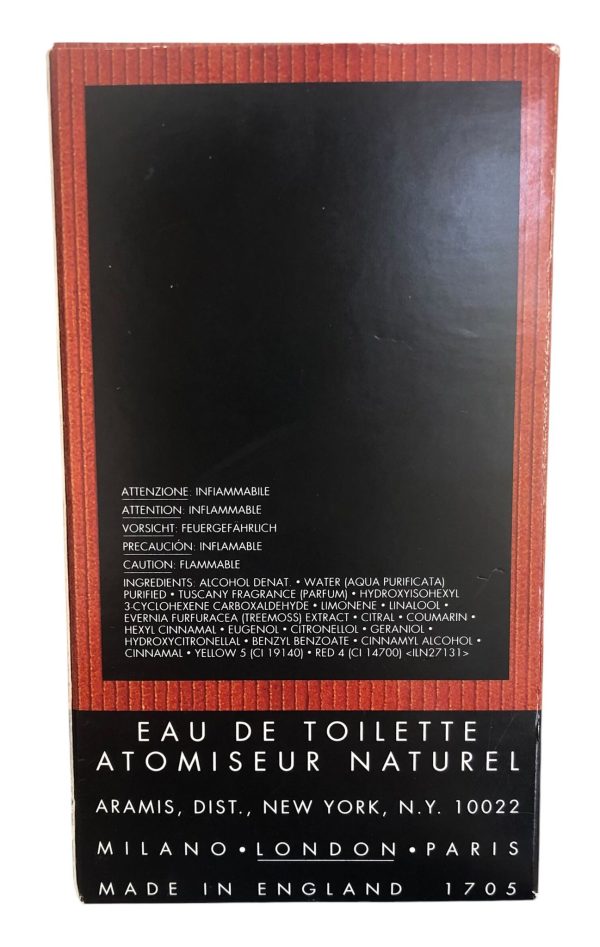 ATTENZIONE: INFIAMMABILE
ATTENTION: INFLAMMABLE
VORSICHT: FEUERGEFÄHRLICH
PRECAUCIÓN: INFLAMABLE
CAUTION: FLAMMABLE
INGREDIENTS: ALCOHOL DENAT. • WATER (AQUA PURIFICATA)
PURIFIED • TUSCANY FRAGRANCE (PARFUM) • HYDROXYISOHEXYL
3-CYCLOHEXENE CARBOXALDEHYDE • LIMONENE • LINALOOL •
EVERNIA FURFURACEA (TREEMOSS) EXTRACT • CITRAL • COUMARIN •
HEXYL CINNAMAL • EUGENOL • CITRONELLOL • GERANIOL •
HYDROXYCITRONELLAL • BENZYL BENZOATE • CINNAMYL ALCOHOL •
CINNAMAL • YELLOW 5 (CI 19140) • RED 4 (CI 14700) <ILN27131>
EAU DE TOILETTE
ATOMISEUR NATUREL
ARAMIS, DIST., NEW YORK, N.Y. 10022
MILANO • LONDON • PARIS
MADE IN ENGLAND 1705